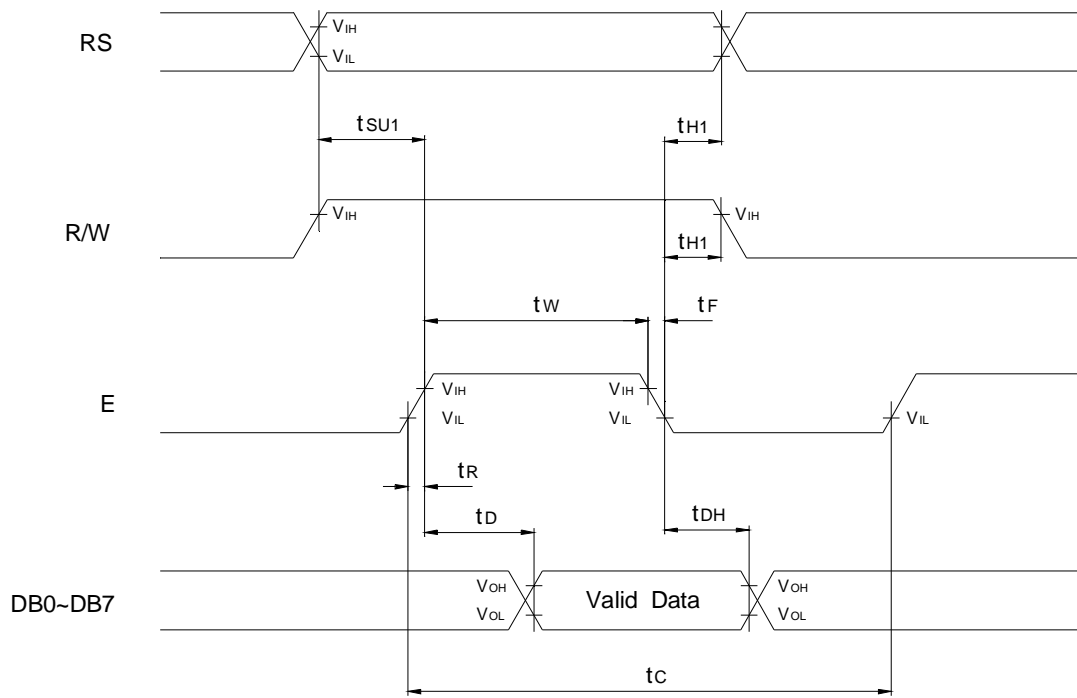 RS
VIH
VIL
tSU1
tH1
R/W
VIH
VIH
tH1
tW
tF
E
VIH
VIH
VIL
VIL
VIL
tR
tD
tDH
DB0~DB7
VOH
VOL
Valid Data
VOH
VOL
tC